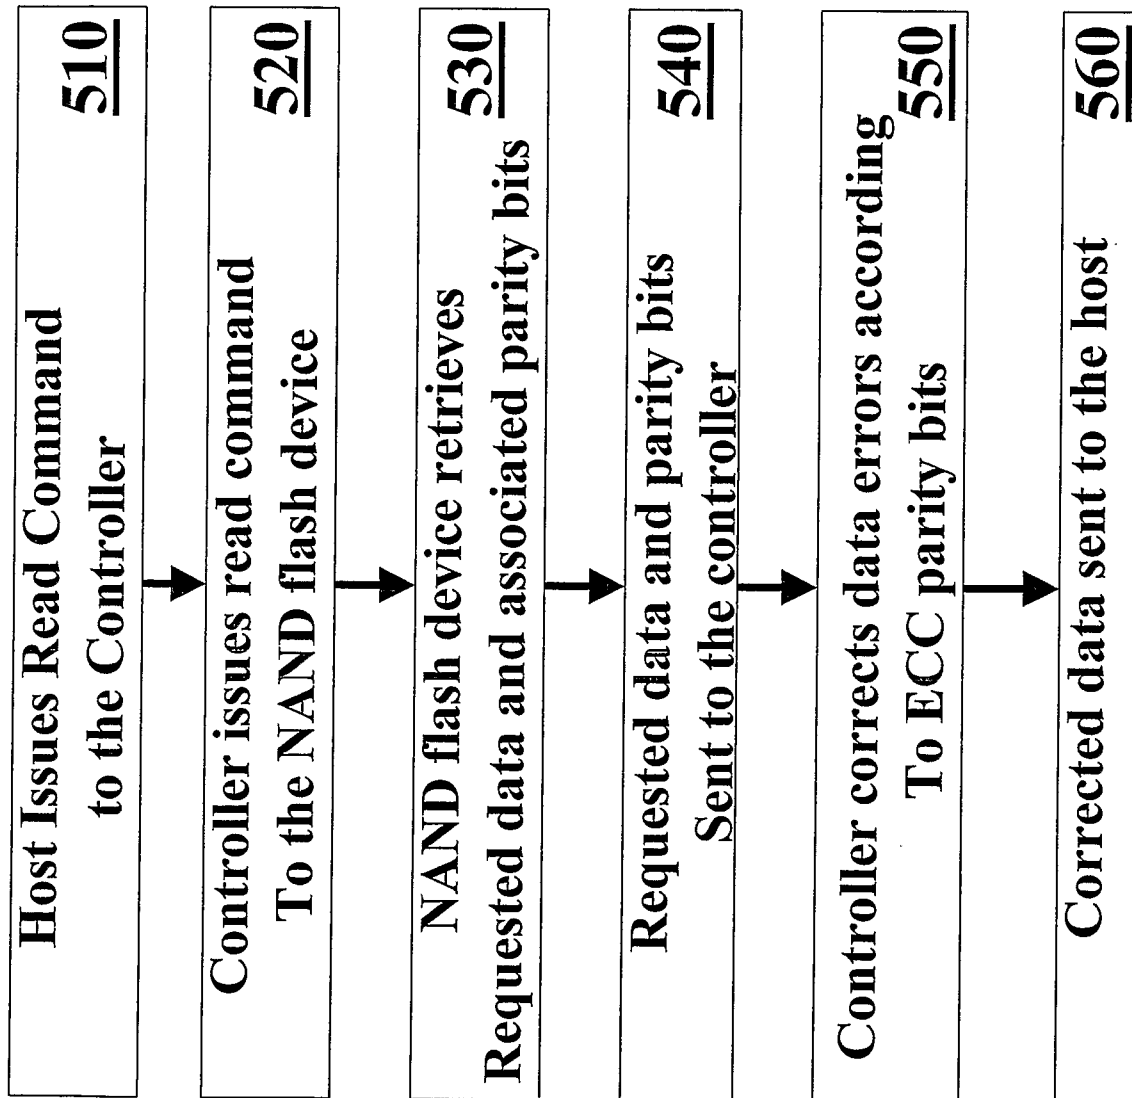 Host Issues Read Command
to the Controller
510
Controller issues read command
To the NAND flash device
520
NAND flash device retrieves
Requested data and associated parity bits
530
Requested data and parity bits
Sent to the controller
540
Controller corrects data errors according
To ECC parity bits
550
Corrected data sent to the host
560